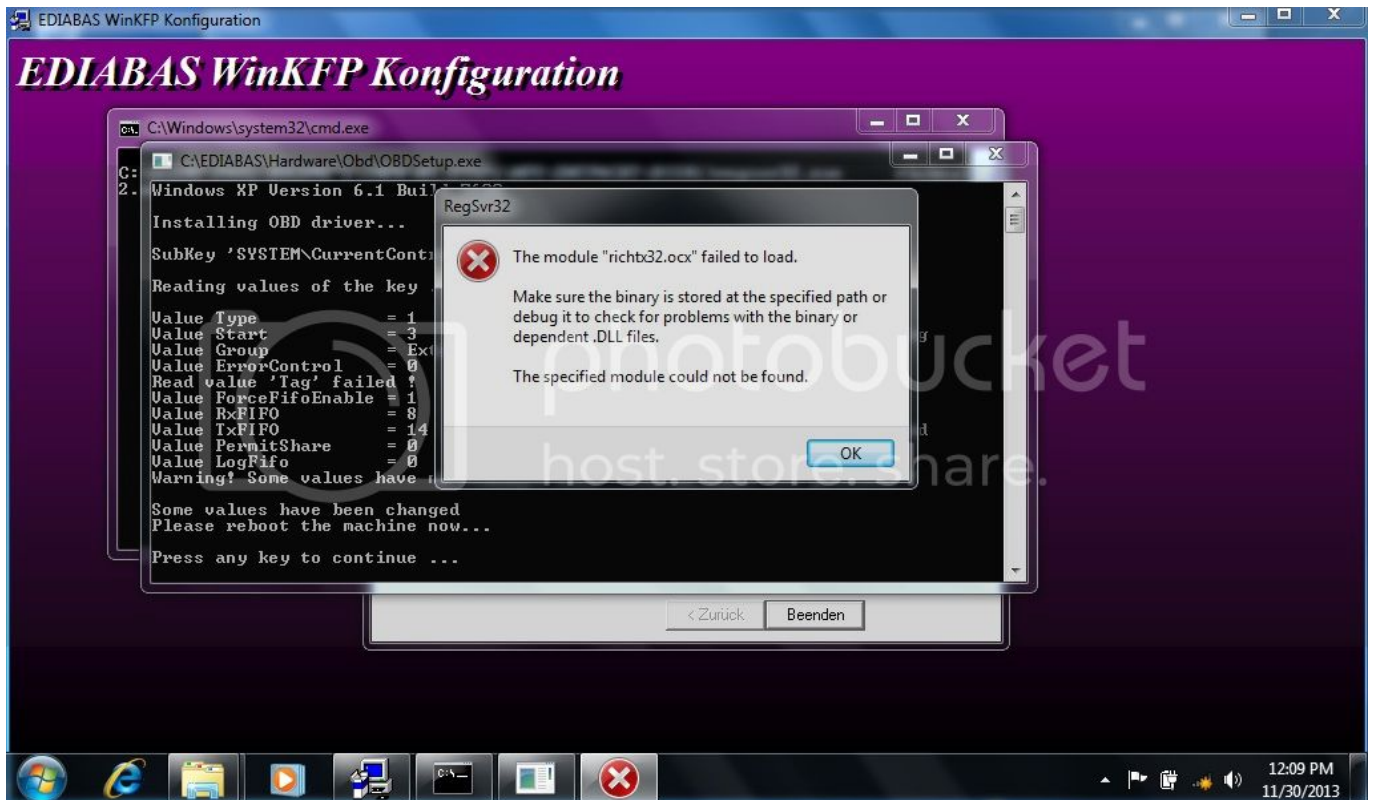 EDIABAS WinKFP Konfiguration
EDIABAS WinKFP Konfiguration
C:\Windows\system32\cmd.exe
C:\EDIABAS\Hardware\Obd\OBDSetup.exe
C:
2.
Windows XP Version 6.1
Installing OBD driver...
SubKey
Reading values of the key
Value Type = 1
Value Start = 3
Value Group =
Value ErrorControl = 0
Read value 'Tag' failed !
Value ForceFifoEnable = 1
Value RxFIFO = 8
Value TxFIFO = 14
Value PermitShare = 0
Value LogFifo = 0
Warning! Some values have
Some values have been changed
Please reboot the machine now...
Press any key to continue ...
RegSvr32
The module "richtx32.ocx" failed to load.
Make sure the binary is stored at the specified path or
debug it to check for problems with the binary or
dependent .DLL files.
The specified module could not be found.
OK
photobucket
host. store. share.
< Zurück
Beenden
12:09 PM
11/30/2013